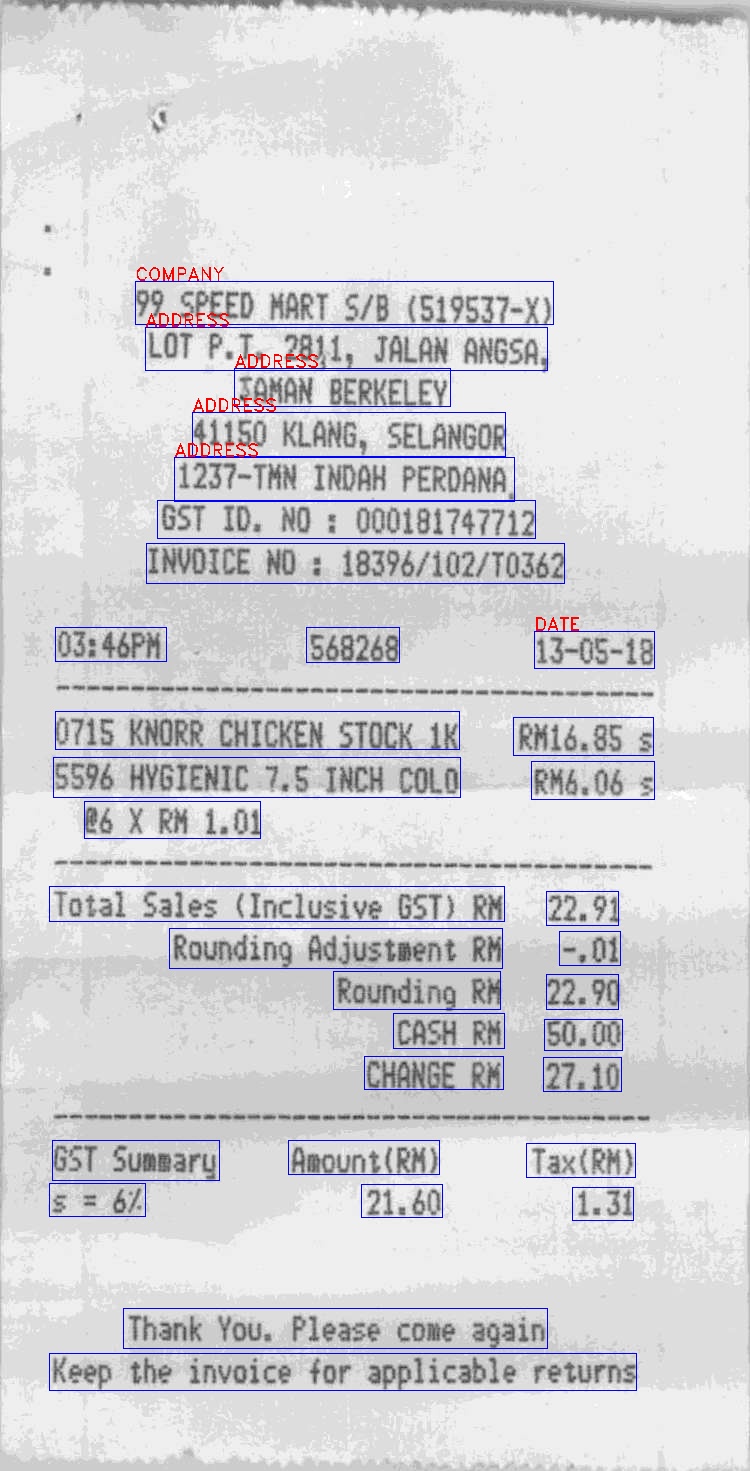 COMPANY
99 SPEED MART S/B (519537-X)
ADDRESS
LOT P.T. 2811, JALAN ANGSA,
ADDRESS
TAMAN BERKELEY
ADDRESS
41150 KLANG, SELANGOR
ADDRESS
1237-TMN INDAH PERDANA
GST ID. NO : 000181747712
INVOICE NO : 18396/102/T0362
DATE
03:46PM 568268 13-05-18
0715 KNORR CHICKEN STOCK 1K RM16.85 s
5596 HYGIENIC 7.5 INCH COLO RM6.06 s
@6 X RM 1.01
Total Sales (Inclusive GST) RM 22.91
Rounding Adjustment RM -.01
Rounding RM 22.90
CASH RM 50.00
CHANGE RM 27.10
GST Summary Amount(RM) Tax(RM)
s = 6% 21.60 1.31
Thank You. Please come again
Keep the invoice for applicable returns